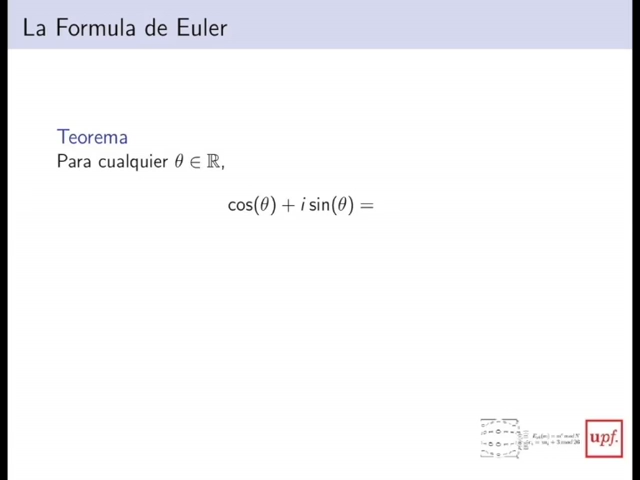 La Formula de Euler
Teorema
Para cualquier θ ∈ ℝ,
cos(θ) + i sin(θ) =
upf.